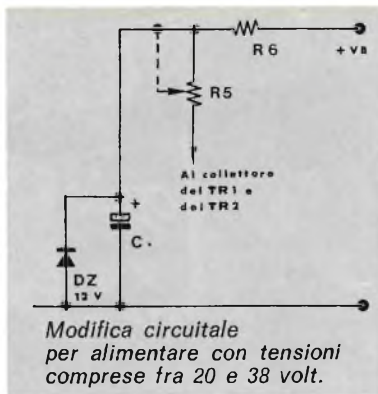 R6
+ VB
R5
Al collettore
del TR1 e
del TR2
+
C.
DZ
12 V
Modifica circuitale
per alimentare con tensioni
comprese fra 20 e 38 volt.